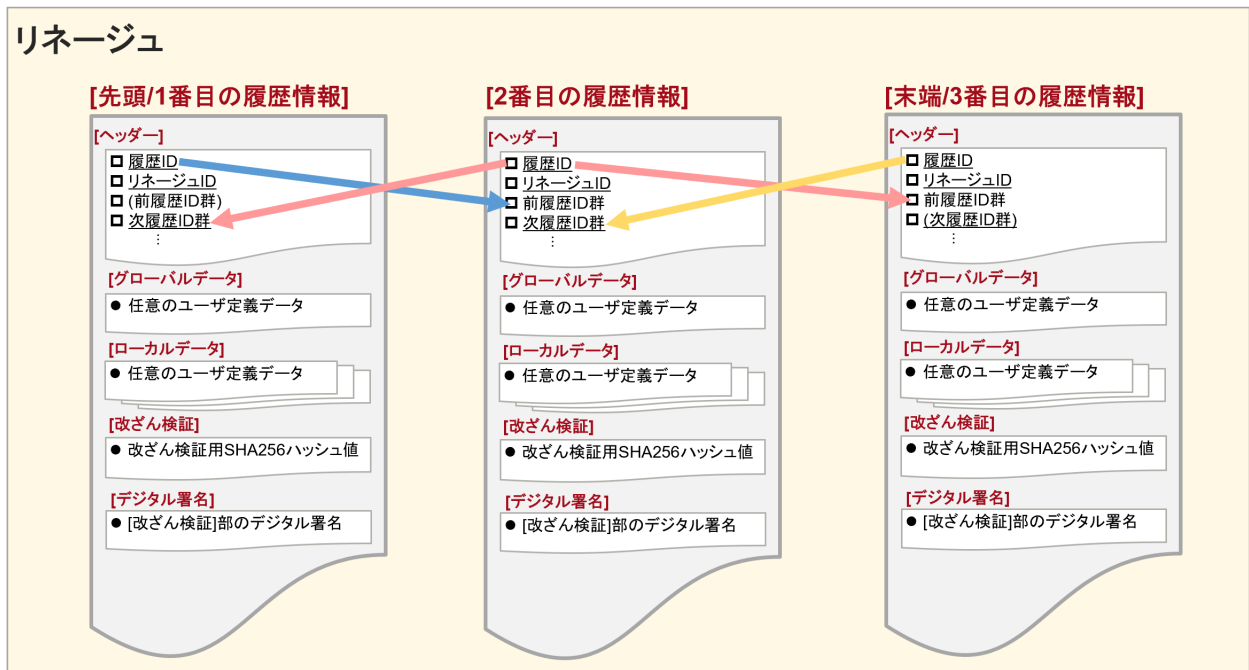 リネージュ
[先頭/1番目の履歴情報]
[ヘッダー]
履歴ID
リネージュID
(前履歴ID群)
次履歴ID群
⋮
[グローバルデータ]
● 任意のユーザ定義データ
[ローカルデータ]
● 任意のユーザ定義データ
[改ざん検証]
● 改ざん検証用SHA256ハッシュ値
[デジタル署名]
● [改ざん検証]部のデジタル署名
[2番目の履歴情報]
[ヘッダー]
履歴ID
リネージュID
前履歴ID群
次履歴ID群
⋮
[グローバルデータ]
● 任意のユーザ定義データ
[ローカルデータ]
● 任意のユーザ定義データ
[改ざん検証]
● 改ざん検証用SHA256ハッシュ値
[デジタル署名]
● [改ざん検証]部のデジタル署名
[末端/3番目の履歴情報]
[ヘッダー]
履歴ID
リネージュID
前履歴ID群
(次履歴ID群)
⋮
[グローバルデータ]
● 任意のユーザ定義データ
[ローカルデータ]
● 任意のユーザ定義データ
[改ざん検証]
● 改ざん検証用SHA256ハッシュ値
[デジタル署名]
● [改ざん検証]部のデジタル署名